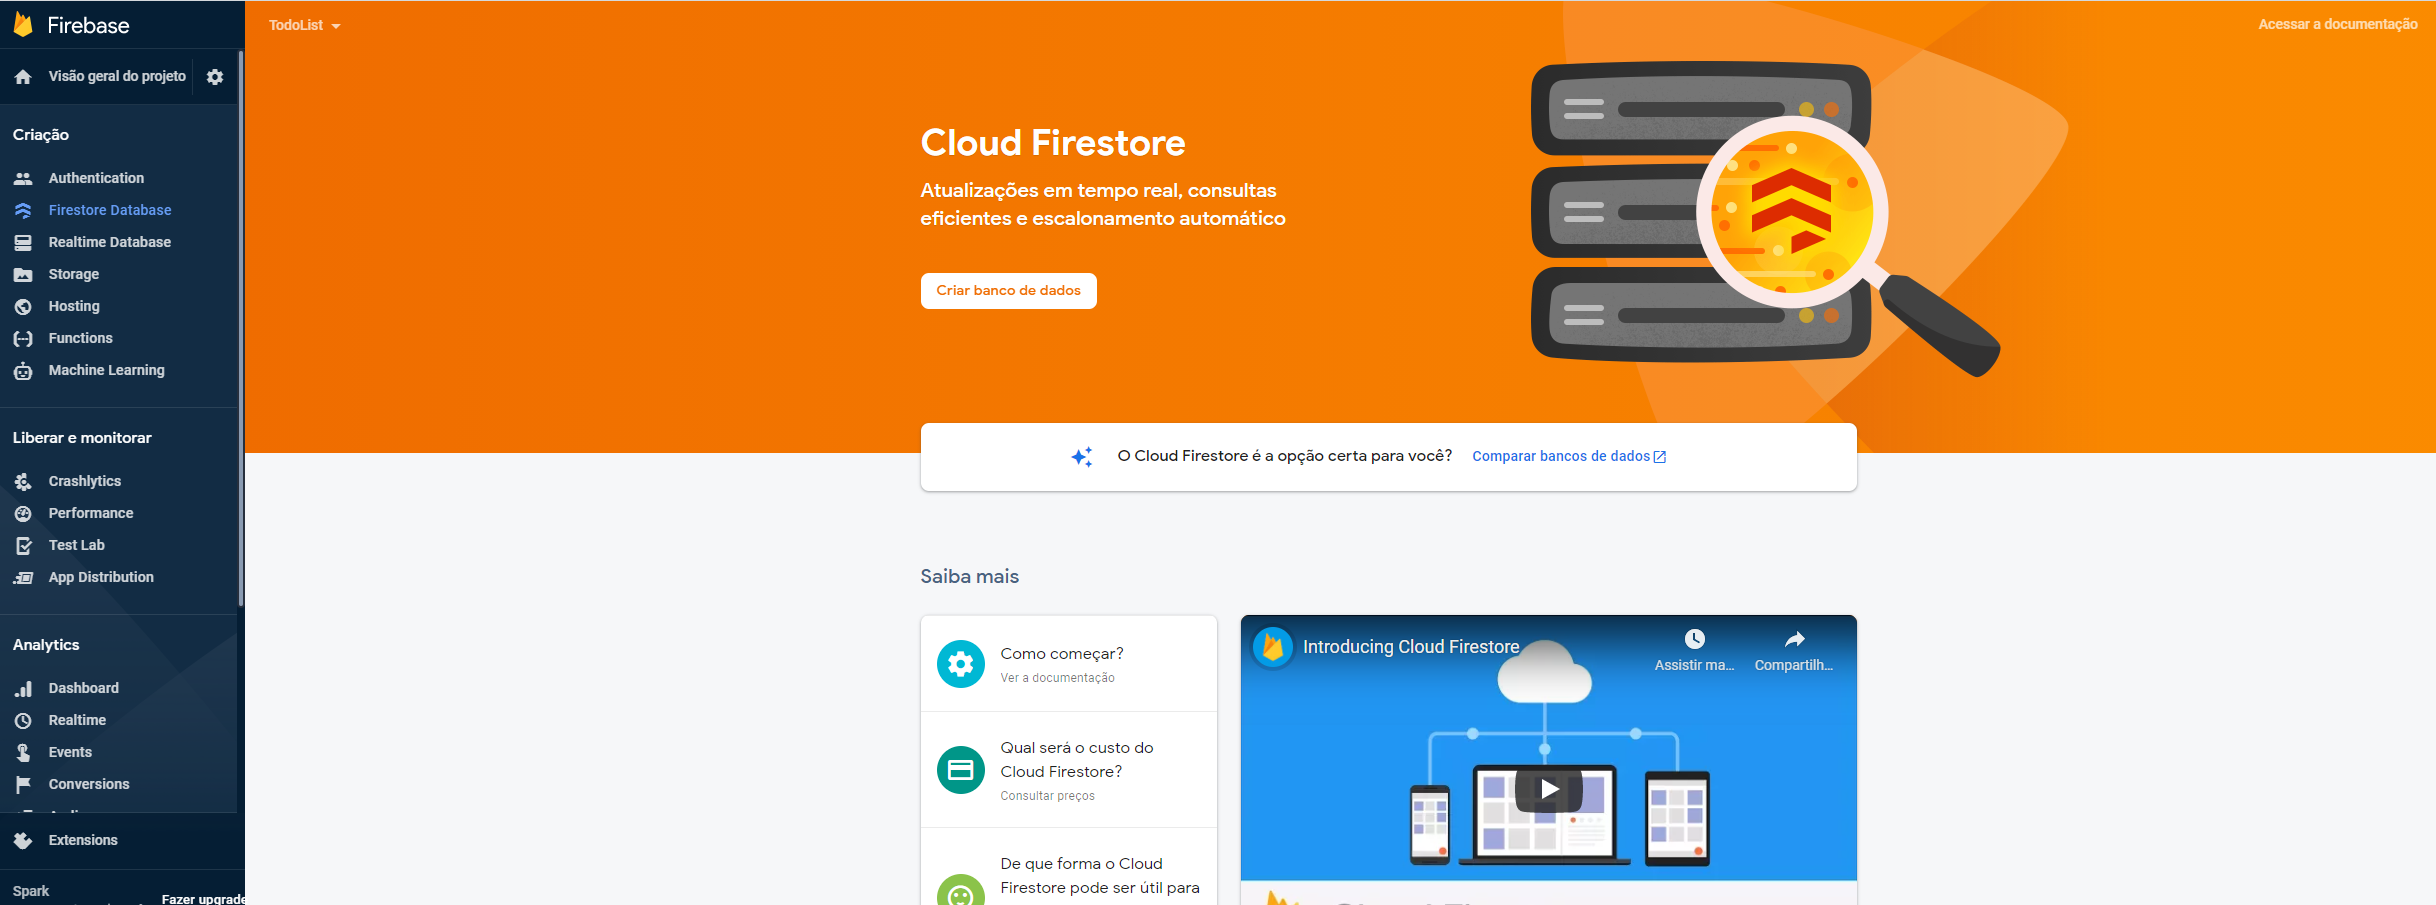 Firebase
Visão geral do projeto
Criação
Authentication
Firestore Database
Realtime Database
Storage
Hosting
Functions
Machine Learning
Liberar e monitorar
Crashlytics
Performance
Test Lab
App Distribution
Analytics
Dashboard
Realtime
Events
Conversions
Extensions
Spark
Fazer upgrade
TodoList
Acessar a documentação
Cloud Firestore
Atualizações em tempo real, consultas
eficientes e escalonamento automático
Criar banco de dados
O Cloud Firestore é a opção certa para você? Comparar bancos de dados
Saiba mais
Como começar?
Ver a documentação
Qual será o custo do
Cloud Firestore?
Consultar preços
De que forma o Cloud
Firestore pode ser útil para
Introducing Cloud Firestore
Assistir ma...
Compartilh...